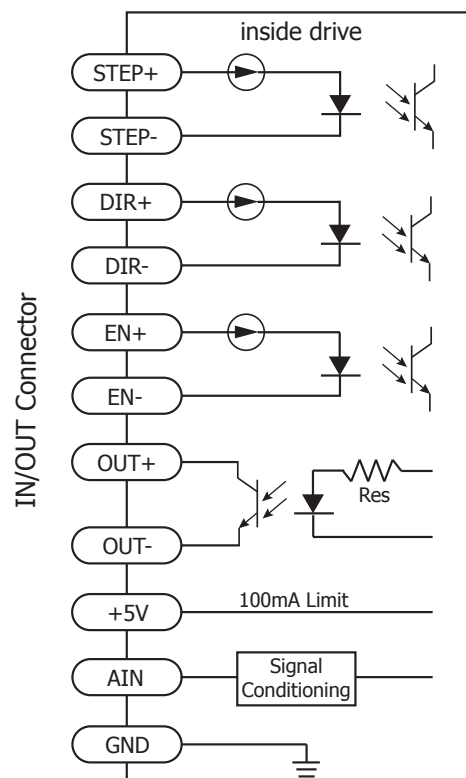 inside drive
STEP+
STEP-
DIR+
DIR-
IN/OUT Connector
EN+
EN-
OUT+
Res
OUT-
+5V
100mA Limit
AIN
Signal
Conditioning
GND